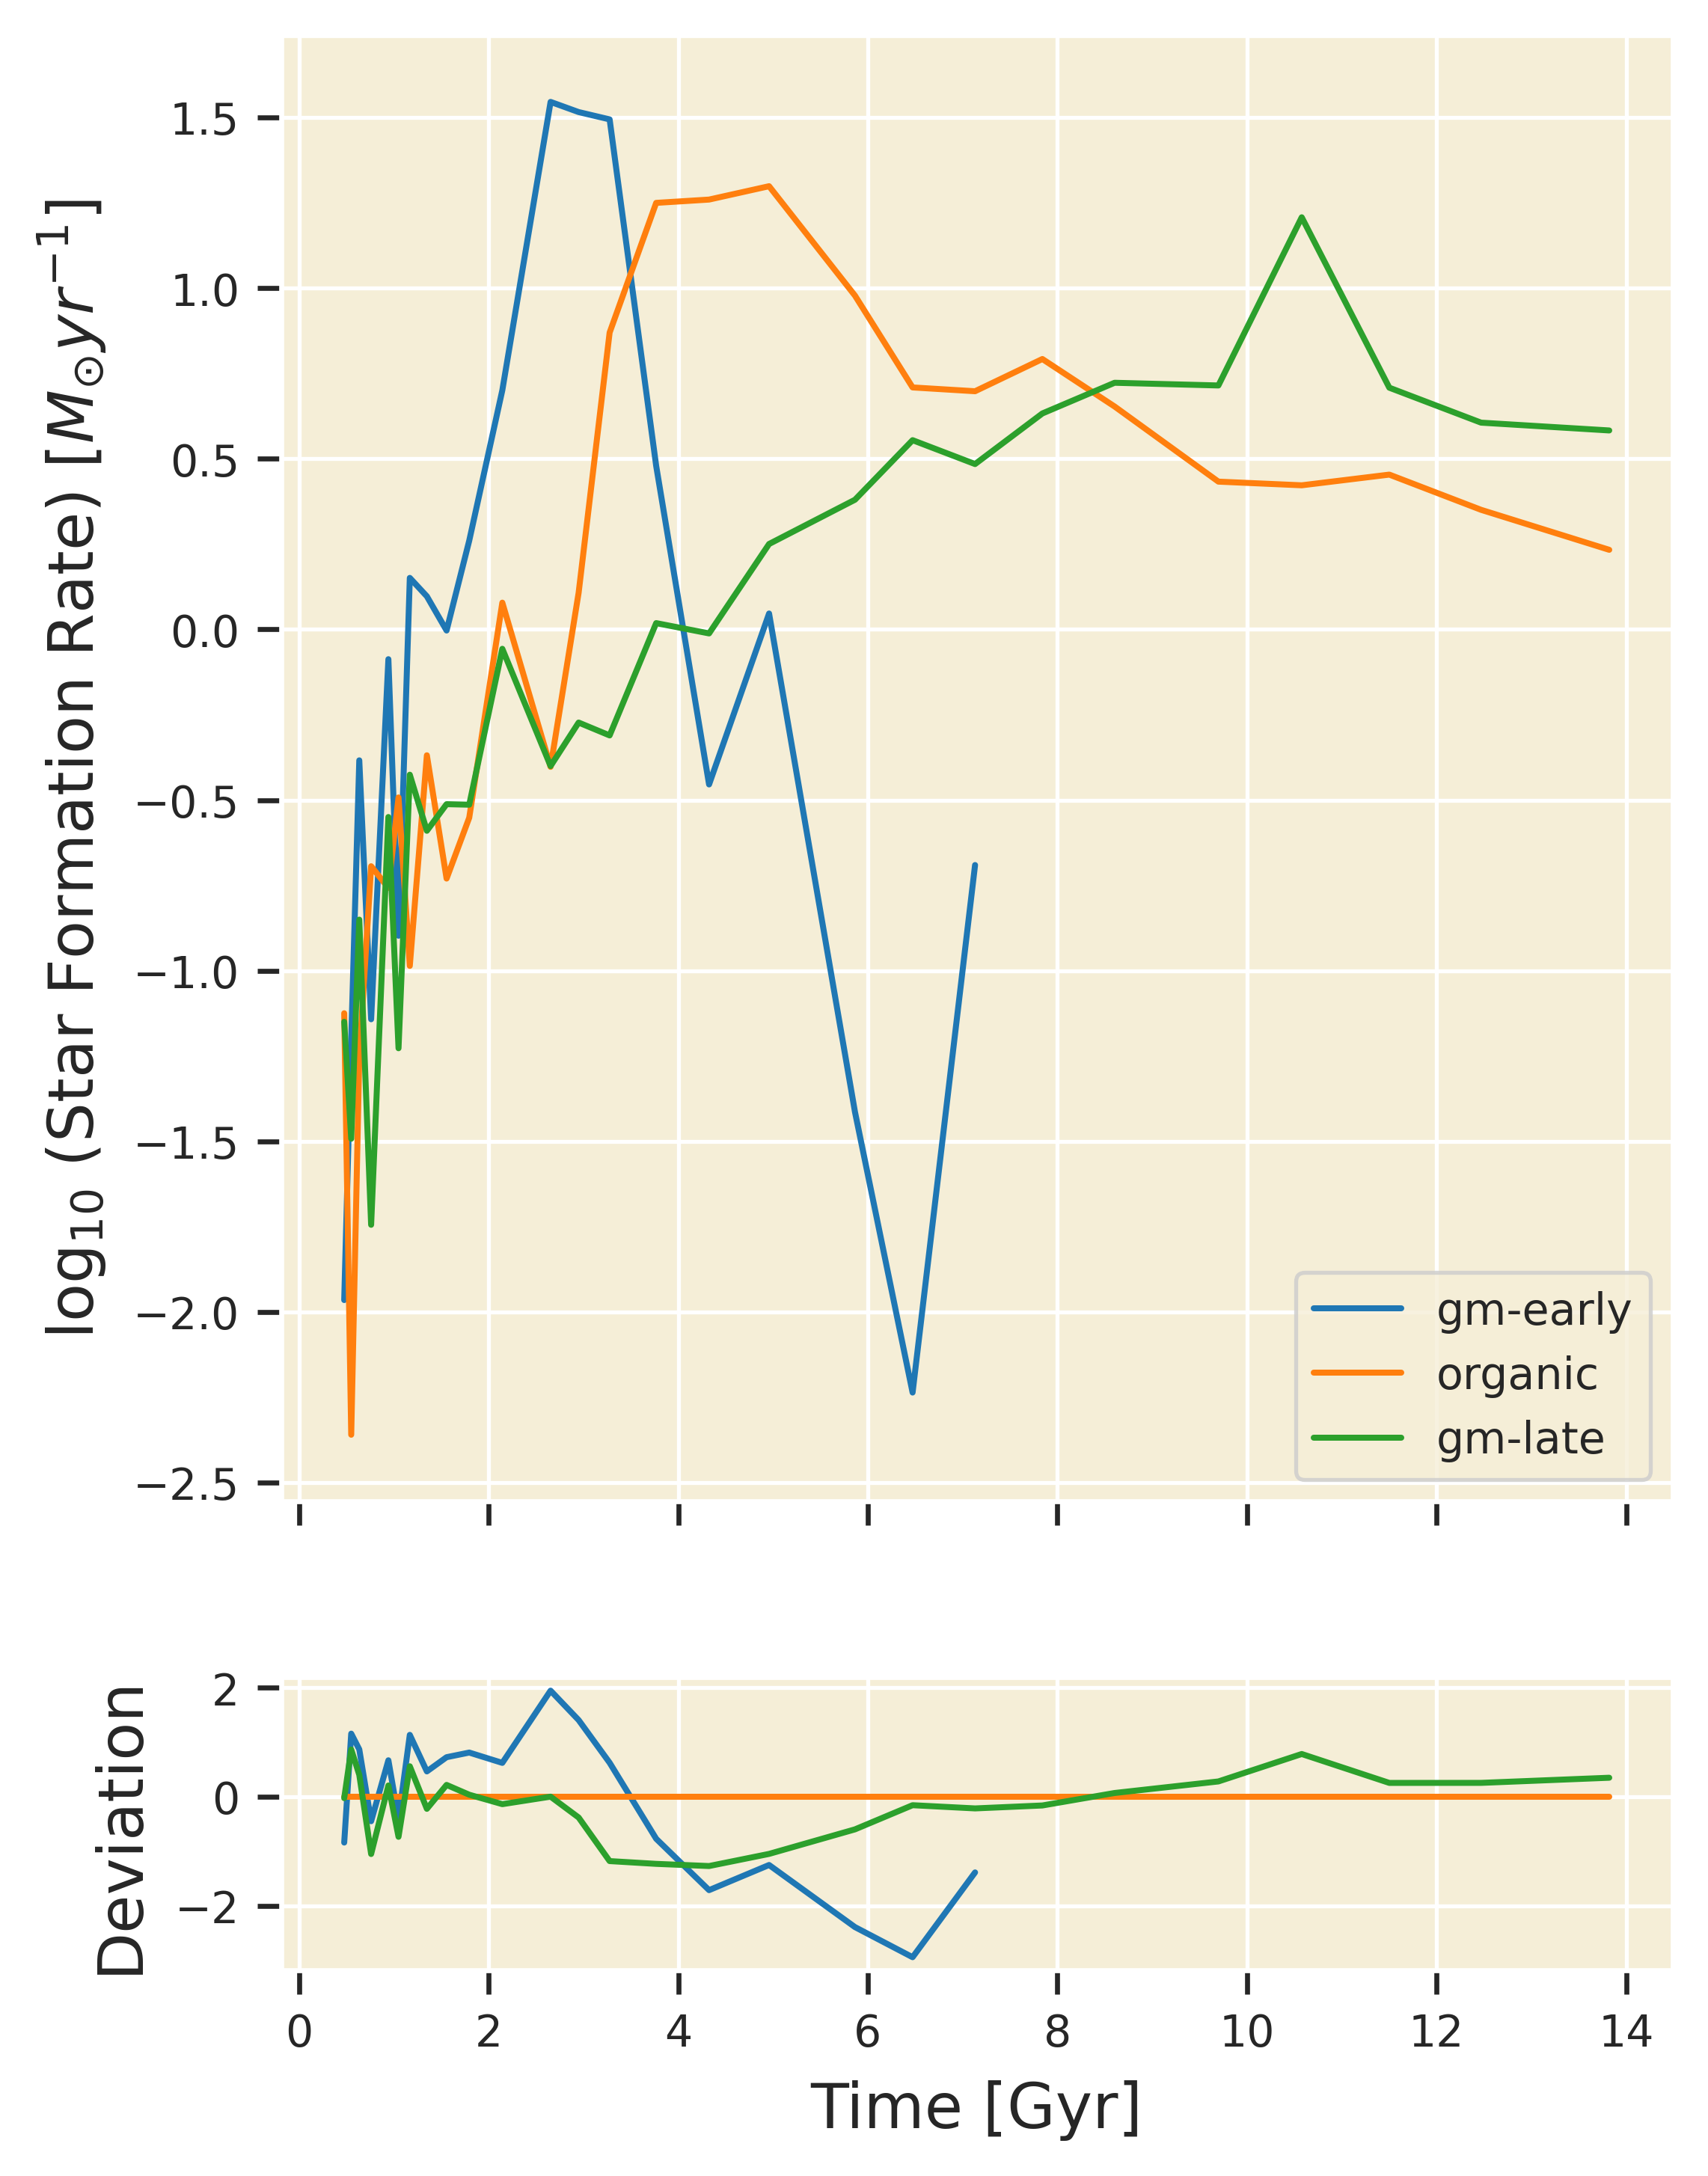 log₁₀ (Star Formation Rate) [M⊙yr⁻¹]
1.5
1.0
0.5
0.0
−0.5
−1.0
−1.5
−2.0
−2.5
gm-early
organic
gm-late
Deviation
2
0
−2
0 2 4 6 8 10 12 14
Time [Gyr]